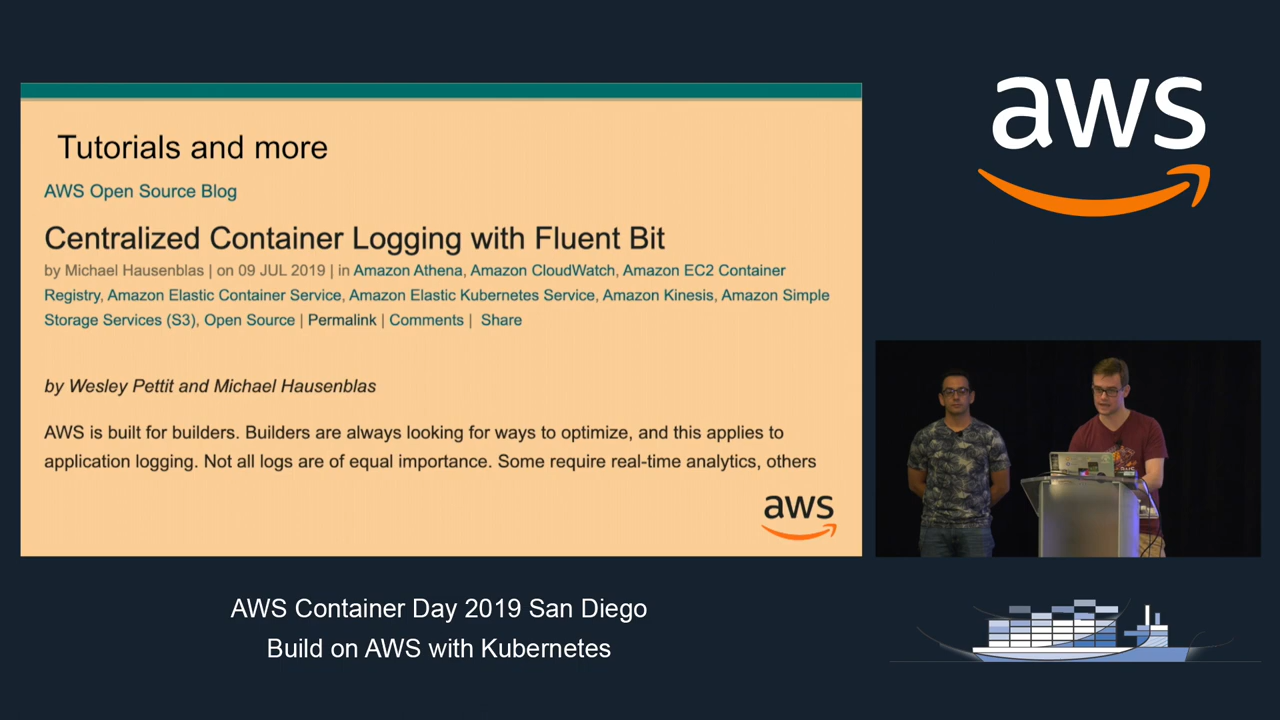 Tutorials and more
AWS Open Source Blog
Centralized Container Logging with Fluent Bit
by Michael Hausenblas | on 09 JUL 2019 | in Amazon Athena, Amazon CloudWatch, Amazon EC2 Container
Registry, Amazon Elastic Container Service, Amazon Elastic Kubernetes Service, Amazon Kinesis, Amazon Simple
Storage Services (S3), Open Source | Permalink | Comments | Share
by Wesley Pettit and Michael Hausenblas
AWS is built for builders. Builders are always looking for ways to optimize, and this applies to
application logging. Not all logs are of equal importance. Some require real-time analytics, others
aws
aws
AWS Container Day 2019 San Diego
Build on AWS with Kubernetes